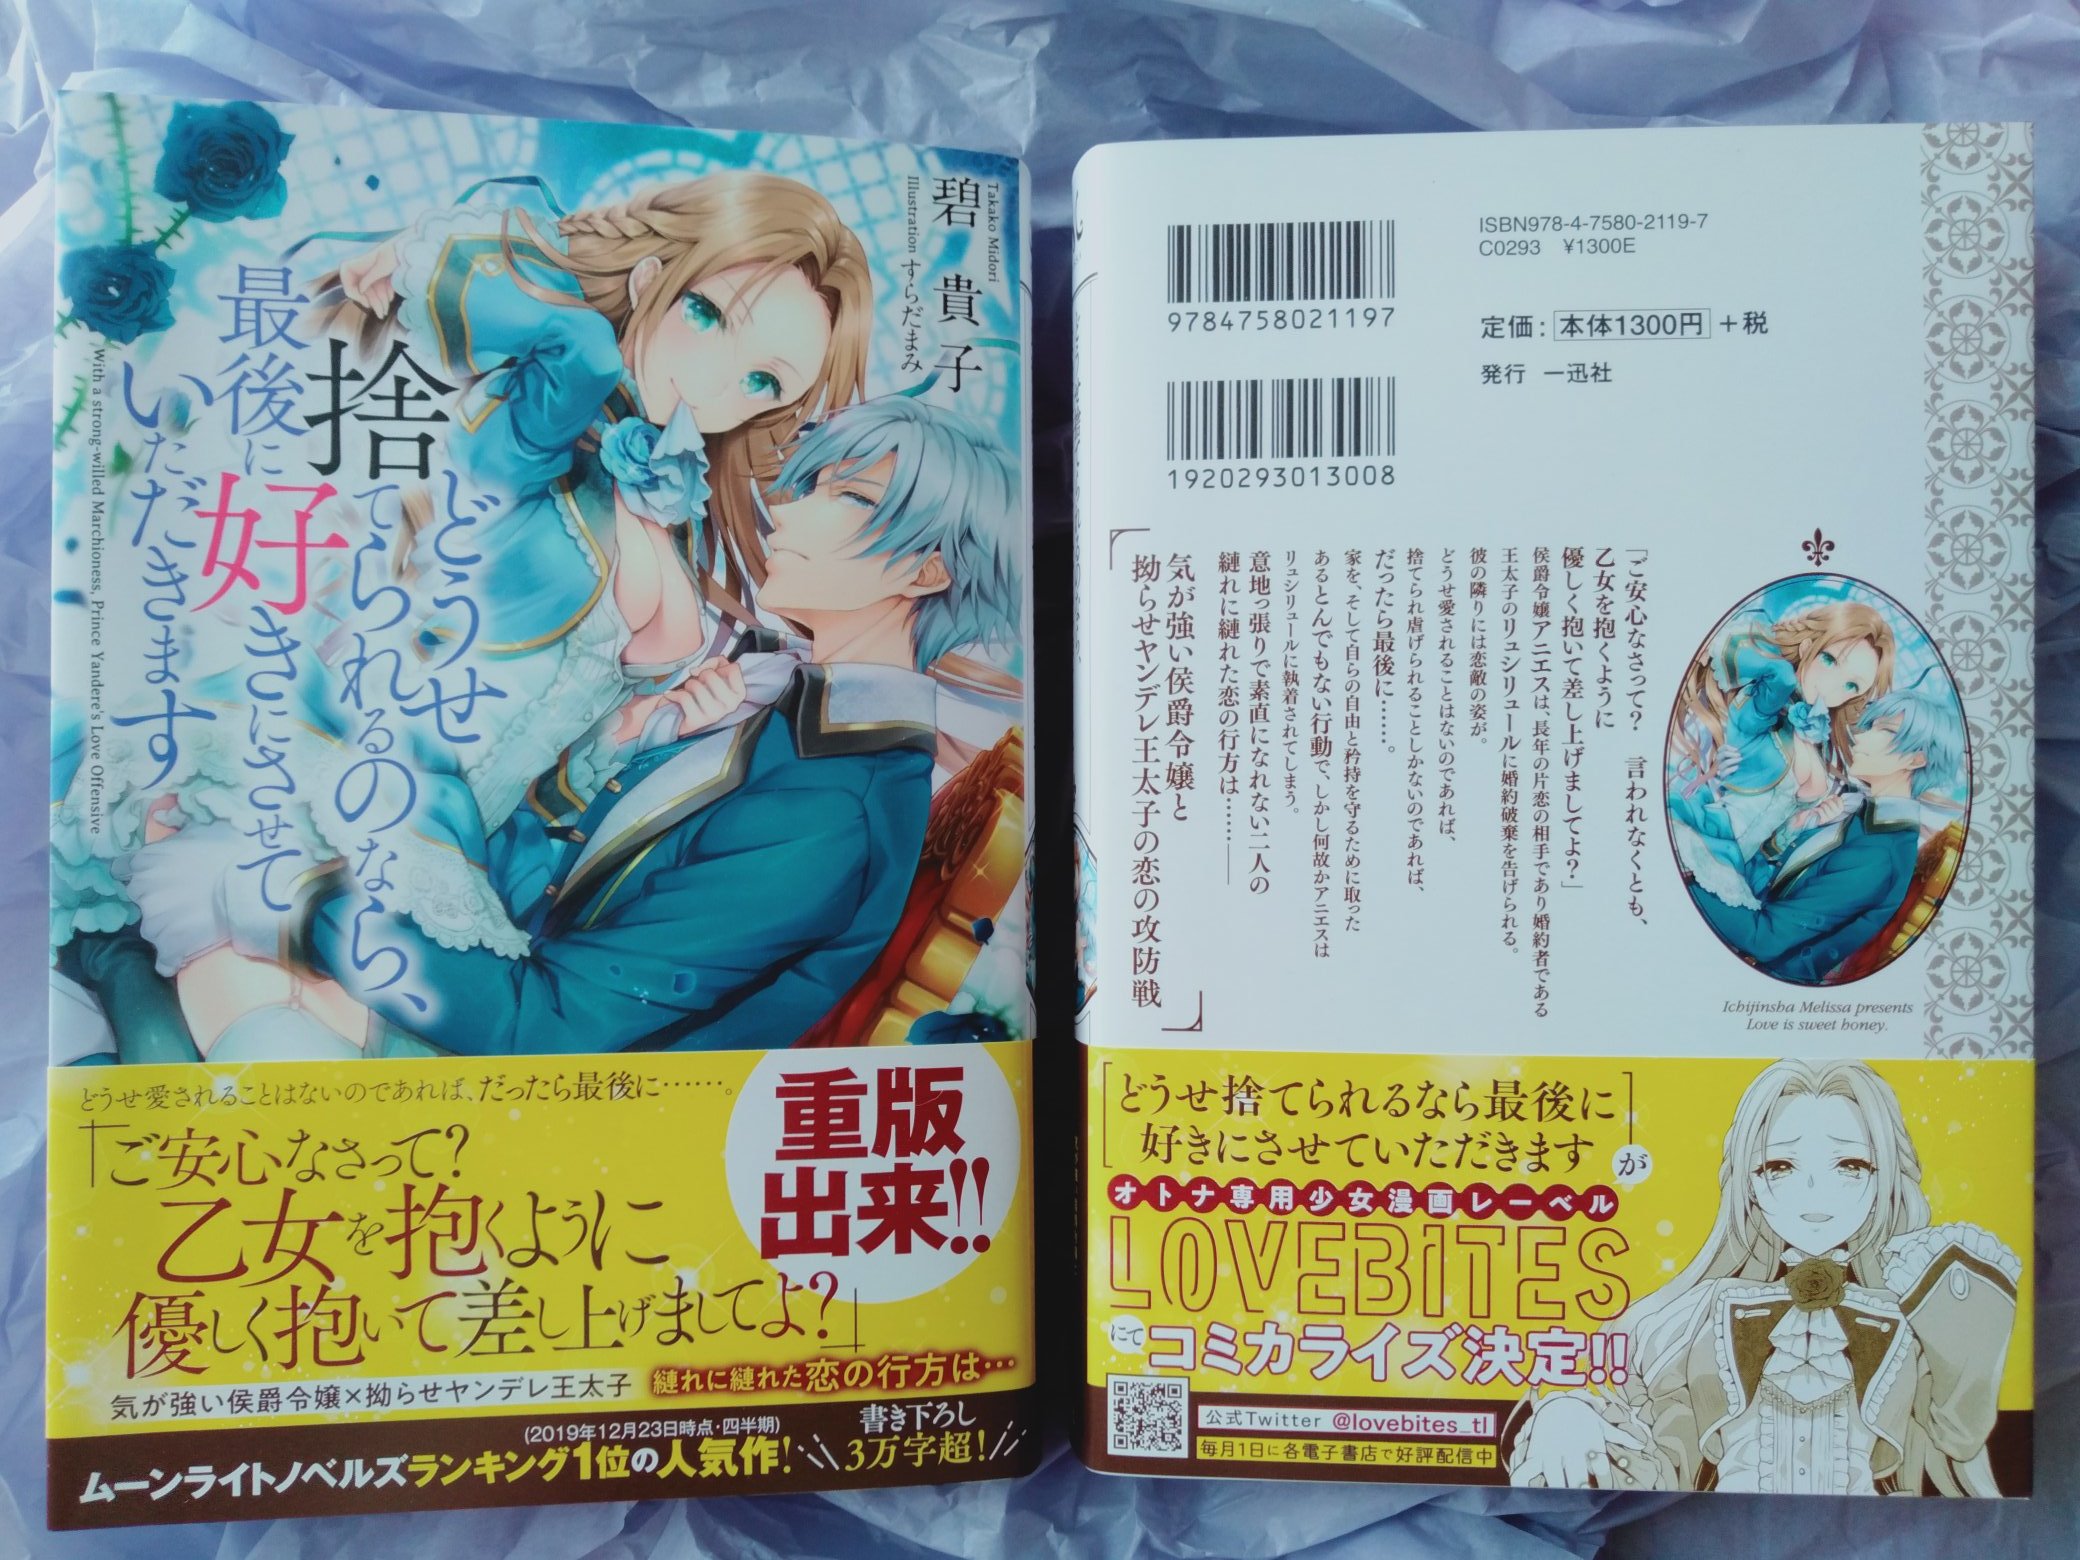 碧 貴子
Takako Midori
Illustration すらだまみ
どうせ
捨てられるのなら、
最後に好きにさせて
いただきます
With a strong-willed Marchioness, Prince Yandere's Love Offensive
どうせ愛されることはないのであれば、だったら最後に……。
「ご安心なさって?
乙女を抱くように
優しく抱いて差し上げましてよ?」
重版
出来!!
気が強い侯爵令嬢×拗らせヤンデレ王太子
縺れに縺れた恋の行方は…
(2019年12月23日時点・四半期)
ムーンライトノベルズランキング1位の人気作!
書き下ろし
3万字超!
9784758021197
1920293013008
ISBN978-4-7580-2119-7
C0293 ¥1300E
定価:本体1300円+税
発行 一迅社
「ご安心なさって? 言われなくとも、
乙女を抱くように
優しく抱いて差し上げましてよ?」
侯爵令嬢アニエスは、長年の片恋の相手であり婚約者である
王太子のリュシリュールに婚約破棄を告げられる。
彼の隣りには恋敵の姿が。
どうせ愛されることはないのであれば、
捨てられ虐げられることしかないのであれば、
だったら最後に……。
家を、そして自らの自由と矜持を守るために取った
あるとんでもない行動で、しかし何故かアニエスは
リュシリュールに執着されてしまう。
意地っ張りで素直になれない二人の
縺れに縺れた恋の行方は……――
気が強い侯爵令嬢と
拗らせヤンデレ王太子の恋の攻防戦
Ichijinsha Melissa presents
Love is sweet honey.
どうせ捨てられるなら最後に
好きにさせていただきます
が
オトナ専用少女漫画レーベル
LOVEBITES
にて
コミカライズ決定!!
公式Twitter @lovebites_tl
毎月1日に各電子書店で好評配信中